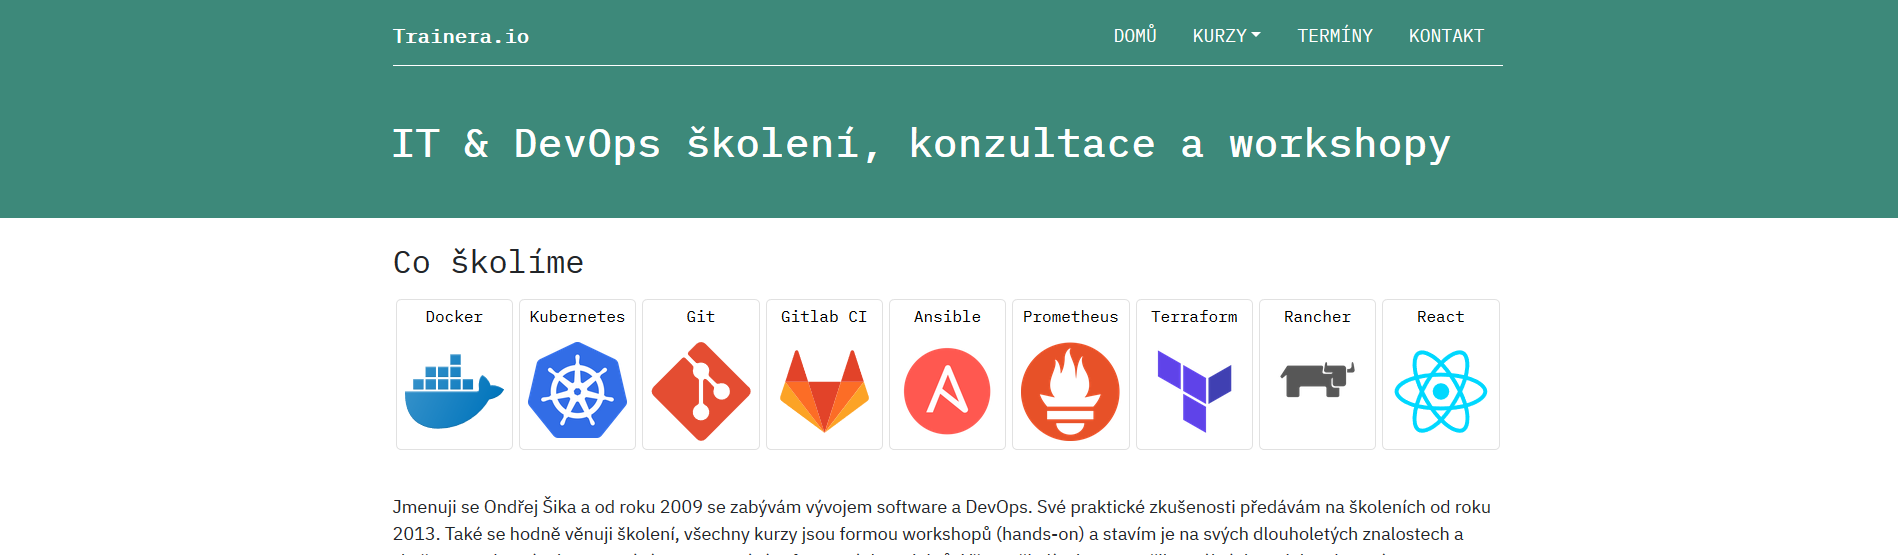 Trainera.io
DOMŮ KURZY TERMÍNY KONTAKT
IT & DevOps školení, konzultace a workshopy
Co školíme
Docker Kubernetes Git Gitlab CI Ansible Prometheus Terraform Rancher React
Jmenuji se Ondřej Šika a od roku 2009 se zabývám vývojem software a DevOps. Své praktické zkušenosti předávám na školeních od roku
2013. Také se hodně věnuji školení, všechny kurzy jsou formou workshopů (hands-on) a stavím je na svých dlouholetých znalostech a